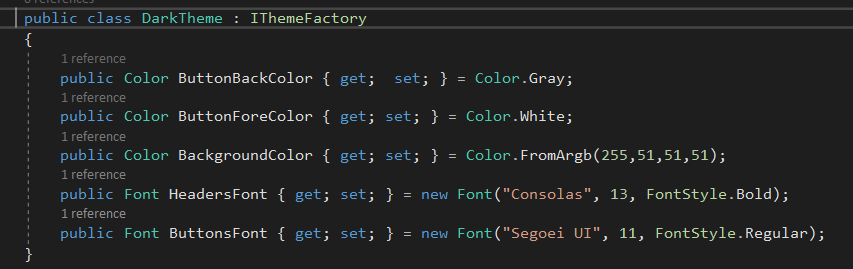 0 references
public class DarkTheme : IThemeFactory
{
1 reference
public Color ButtonBackColor { get;  set; } = Color.Gray;
1 reference
public Color ButtonForeColor { get; set; } = Color.White;
1 reference
public Color BackgroundColor { get; set; } = Color.FromArgb(255,51,51,51);
1 reference
public Font HeadersFont { get; set; } = new Font("Consolas", 13, FontStyle.Bold);
1 reference
public Font ButtonsFont { get; set; } = new Font("Segoei UI", 11, FontStyle.Regular);
}